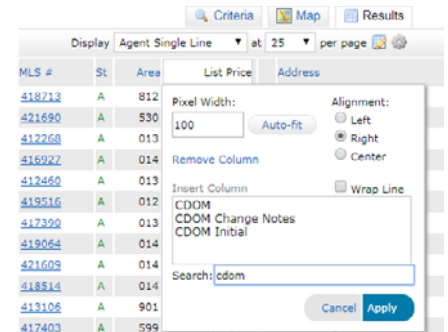 Criteria Map Results
Display Agent Single Line at 25 per page
MLS # St Area List Price Address
418713 A 812
421690 A 530
412268 A 013
416927 A 014
412460 A 013
419516 A 012
417390 A 013
419064 A 014
421609 A 014
418514 A 014
413106 A 901
417403 A 599
Pixel Width: Alignment:
100 Auto-fit Left
Right
Remove Column Center
Insert Column Wrap Line
CDOM
CDOM Change Notes
CDOM Initial
Search: cdom
Cancel Apply